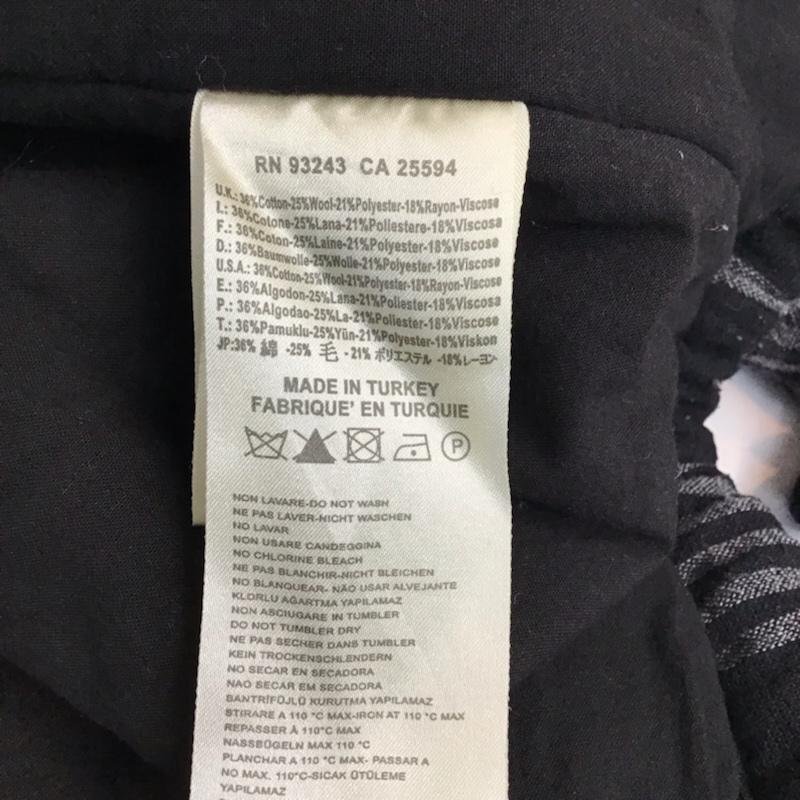 RN 93243 CA 25594
U.K.: 36%Cotton-25%Wool-21%Polyester-18%Rayon-Viscose
I.: 36%Cotone-25%Lana-21%Poliestere-18%Viscosa
F.: 36%Coton-25%Laine-21%Polyester-18%Viscose
D.: 36%Baumwolle-25%Wolle-21%Polyester-18%Viscose
U.S.A.: 36%Cotton-25%Wool-21%Polyester-18%Rayon-Viscose
E.: 36%Algodon-25%Lana-21%Poliester-18%Viscosa
P.: 36%Algodao-25%La-21%Poliester-18%Viscose
T.: 36%Pamuklu-25%Yün-21%Polyester-18%Viskon
JP:36% 綿 -25% 毛 -21% ポリエステル -18%レーヨン
MADE IN TURKEY
FABRIQUE' EN TURQUIE
P
NON LAVARE-DO NOT WASH
NE PAS LAVER-NICHT WASCHEN
NO LAVAR
NON USARE CANDEGGINA
NO CHLORINE BLEACH
NE PAS BLANCHIR-NICHT BLEICHEN
NO BLANQUEAR- NÃO USAR ALVEJANTE
KLORLU AĞARTMA YAPILAMAZ
NON ASCIUGARE IN TUMBLER
DO NOT TUMBLER DRY
NE PAS SECHER DANS TUMBLER
KEIN TROCKENSCHLENDERN
NO SECAR EN SECADORA
NAO SECAR EM SECADORA
SANTRİFÜJLÜ KURUTMA YAPILAMAZ
STIRARE A 110 °C MAX-IRON AT 110 °C MAX
REPASSER À 110°C MAX
NASSBÜGELN MAX 110 °C
PLANCHAR A 110 °C MAX- PASSAR A
NO MAX. 110°C-SICAK ÜTÜLEME
YAPILAMAZ